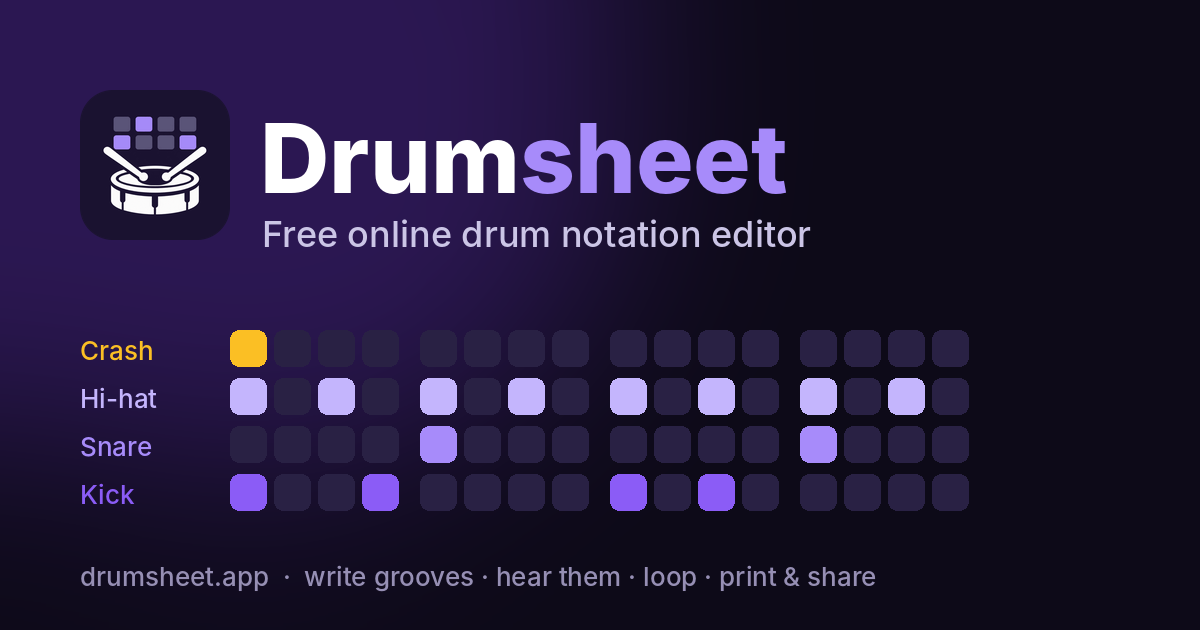 Drumsheet
Free online drum notation editor
Crash
Hi-hat
Snare
Kick
drumsheet.app · write grooves · hear them · loop · print & share